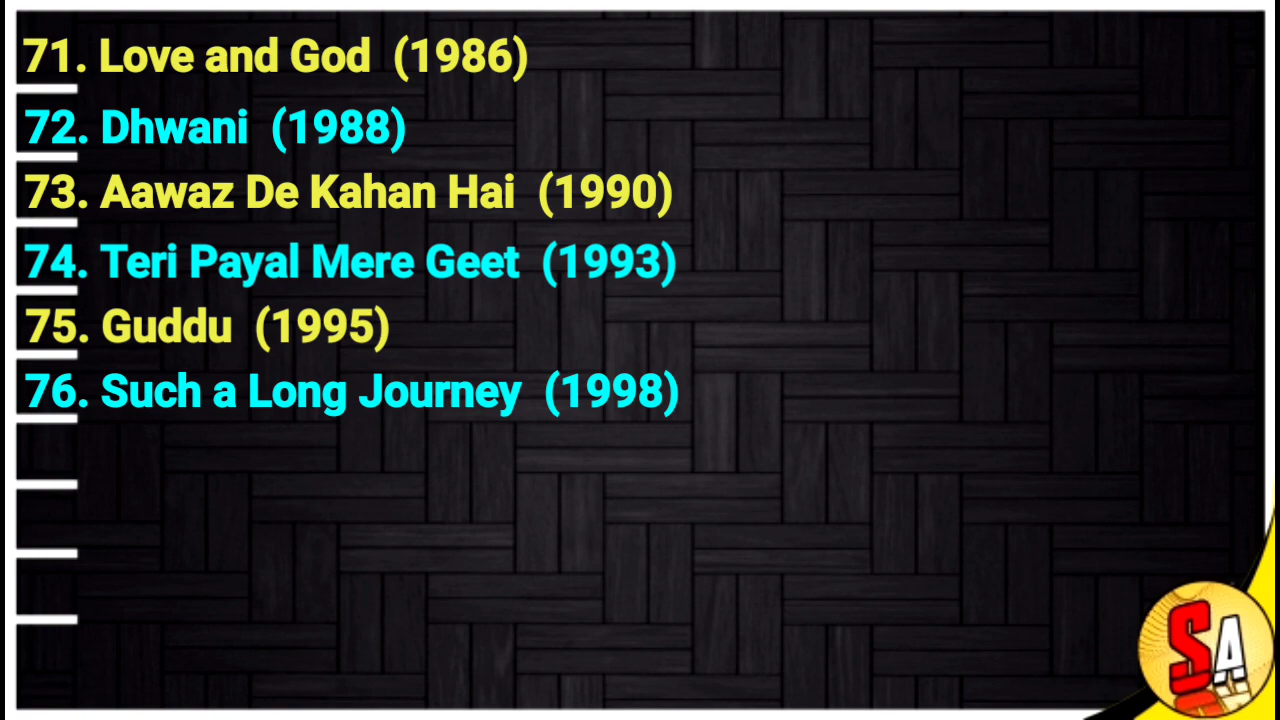 71. Love and God (1986)
72. Dhwani (1988)
73. Aawaz De Kahan Hai (1990)
74. Teri Payal Mere Geet (1993)
75. Guddu (1995)
76. Such a Long Journey (1998)
SA